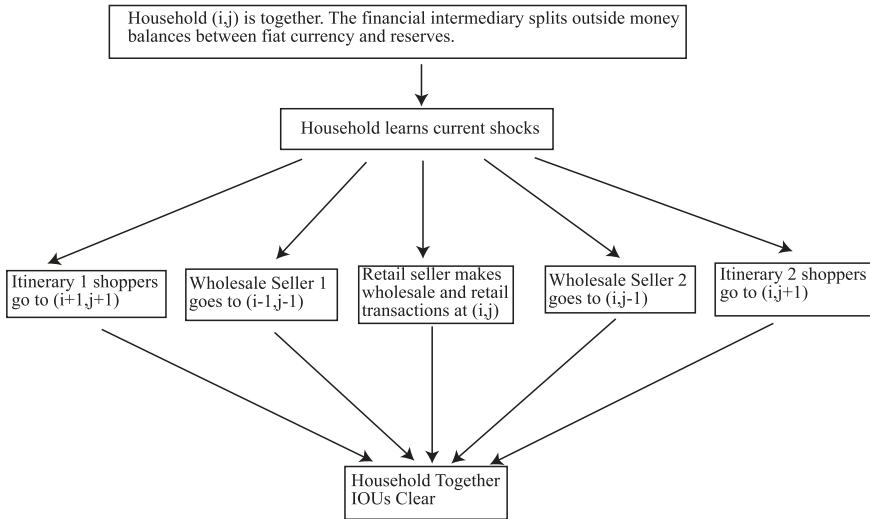 Household (i,j) is together. The financial intermediary splits outside money
balances between fiat currency and reserves.
Household learns current shocks
Itinerary 1 shoppers
go to (i+1,j+1)
Wholesale Seller 1
goes to (i-1,j-1)
Retail seller makes
wholesale and retail
transactions at (i,j)
Wholesale Seller 2
goes to (i,j-1)
Itinerary 2 shoppers
go to (i,j+1)
Household Together
IOUs Clear